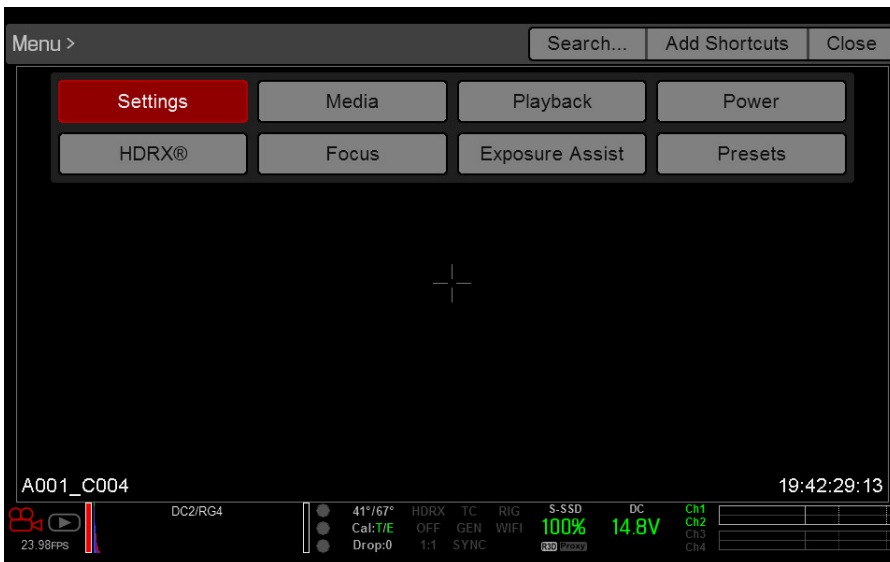 Menu > Search... Add Shortcuts Close
Settings Media Playback Power
HDRX® Focus Exposure Assist Presets
A001_C004 19:42:29:13
DC2/RG4 41°/67° HDRX TC RIG S-SSD DC Ch1
Cal:T/E OFF GEN WIFI 100% 14.8V Ch2
23.98FPS Drop:0 1:1 SYNC R3D Proxy Ch3
Ch4